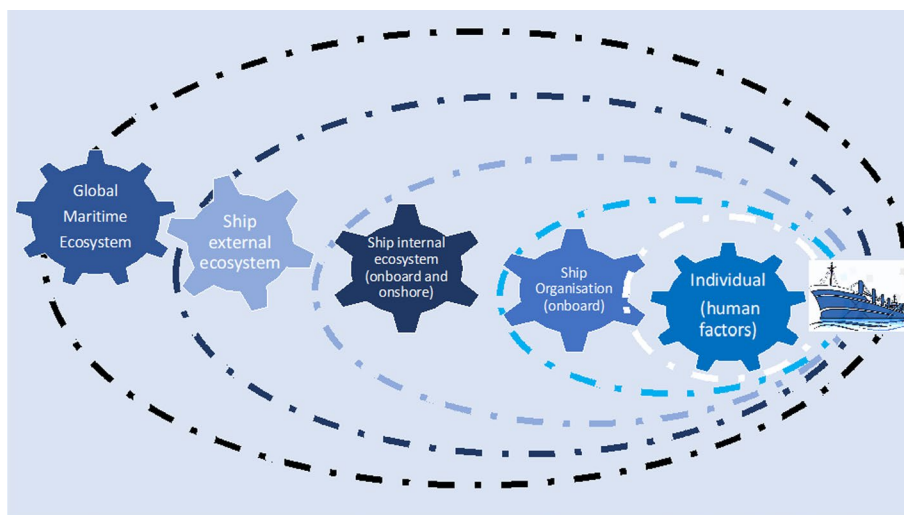 Global
Maritime
Ecosystem
Ship
external
ecosystem
Ship internal
ecosystem
(onboard and
onshore)
Ship
Organisation
(onboard)
Individual
(human
factors)